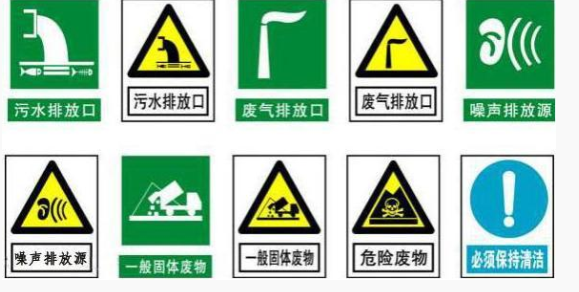 污水排放口
污水排放口
废气排放口
废气排放口
噪声排放源
噪声排放源
一般固体废物
一般固体废物
危险废物
必须保持清洁